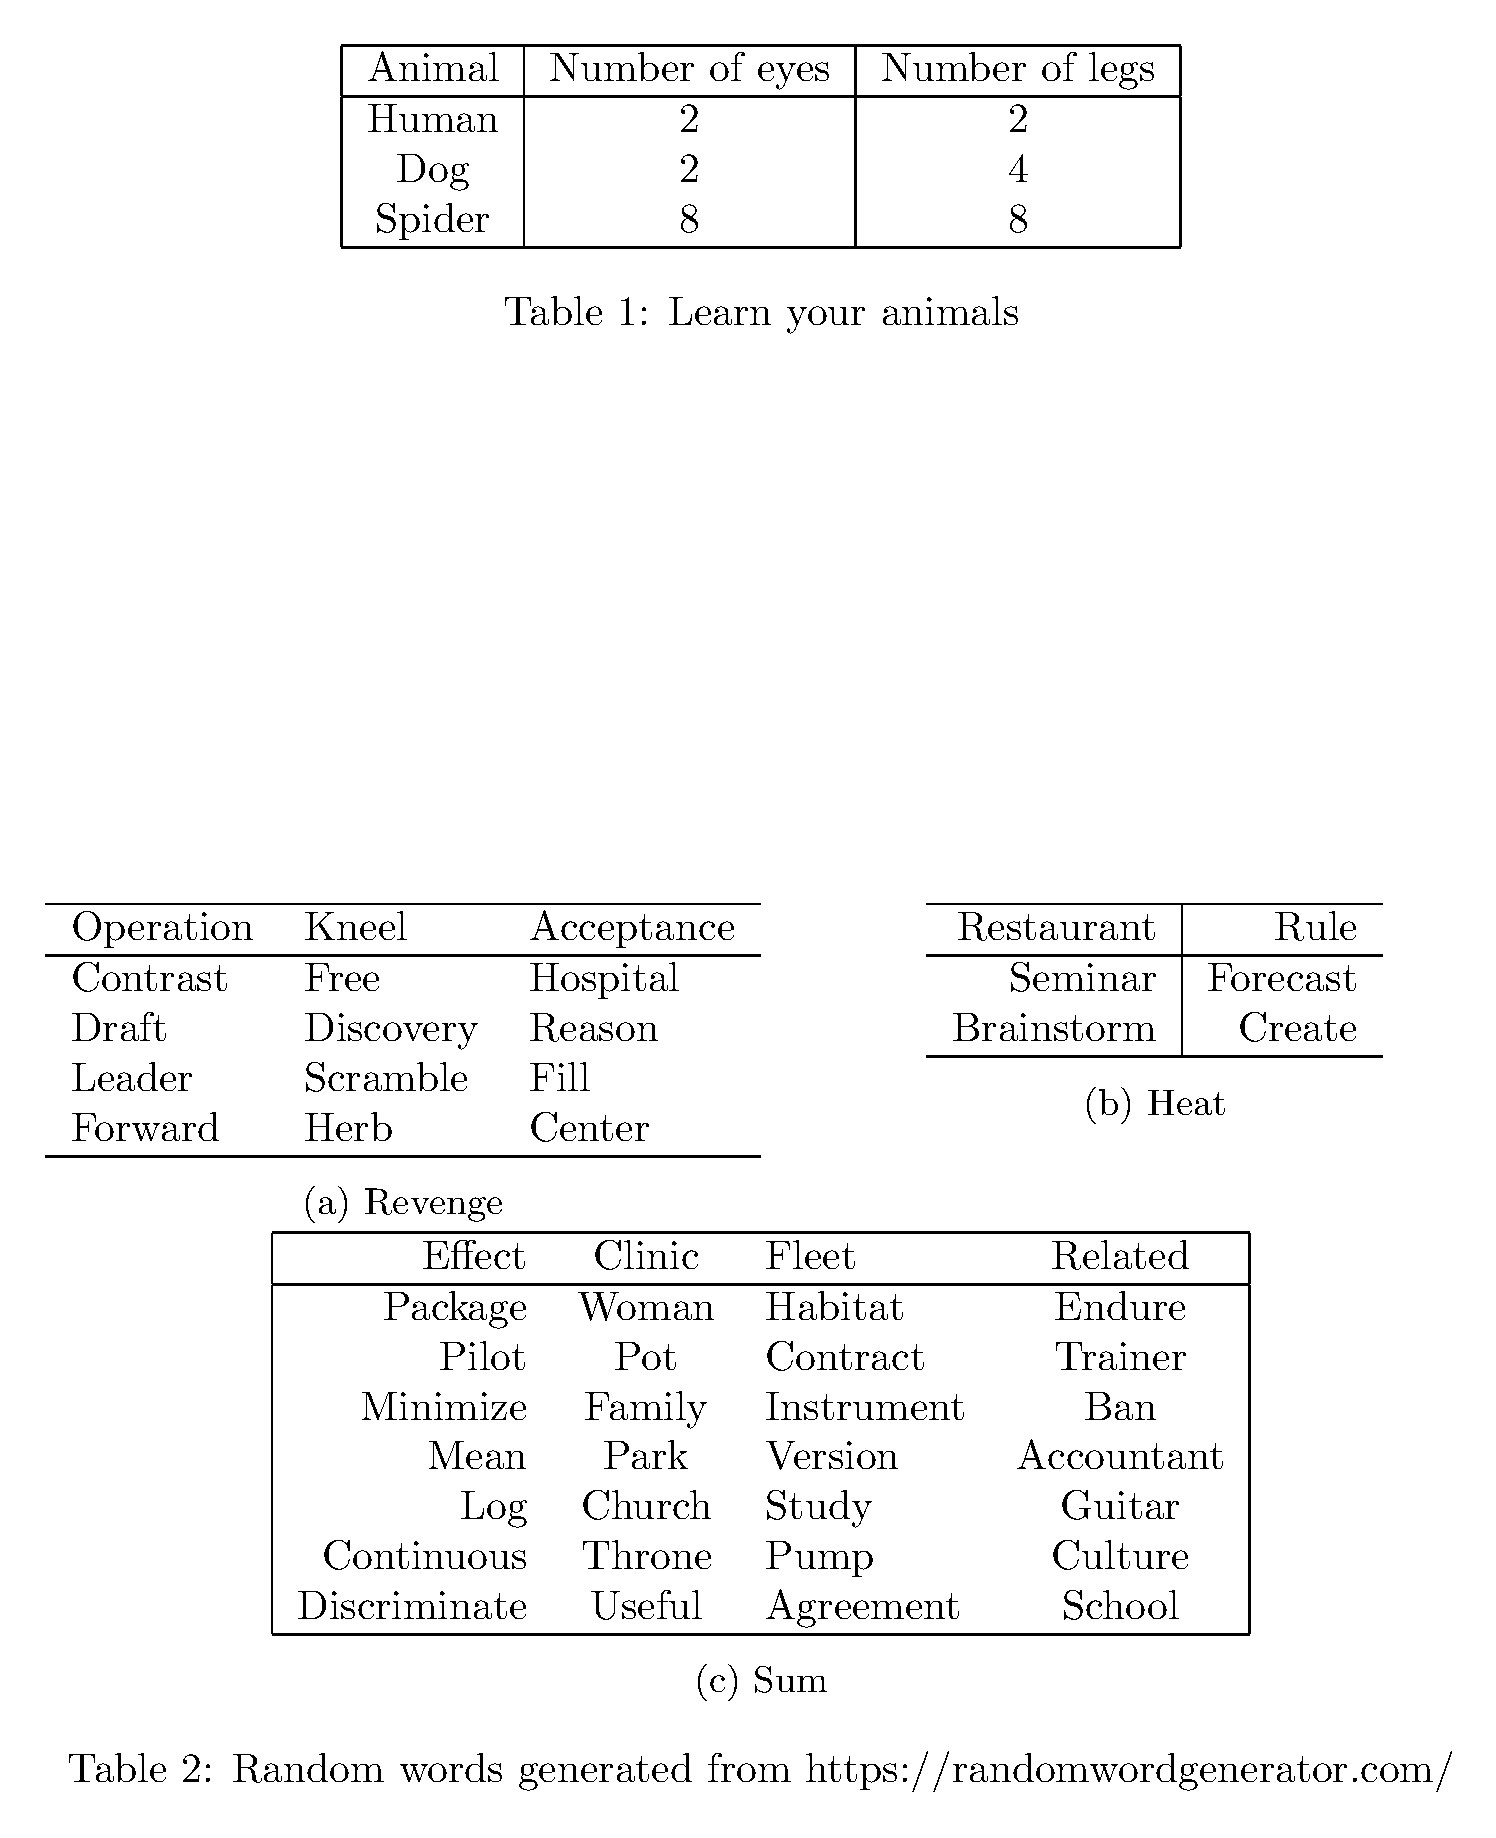 Animal Number of eyes Number of legs
Human 2 2
Dog 2 4
Spider 8 8
Table 1: Learn your animals
Operation Kneel Acceptance
Contrast Free Hospital
Draft Discovery Reason
Leader Scramble Fill
Forward Herb Center
(a) Revenge
Restaurant Rule
Seminar Forecast
Brainstorm Create
(b) Heat
Effect Clinic Fleet Related
Package Woman Habitat Endure
Pilot Pot Contract Trainer
Minimize Family Instrument Ban
Mean Park Version Accountant
Log Church Study Guitar
Continuous Throne Pump Culture
Discriminate Useful Agreement School
(c) Sum
Table 2: Random words generated from https://randomwordgenerator.com/